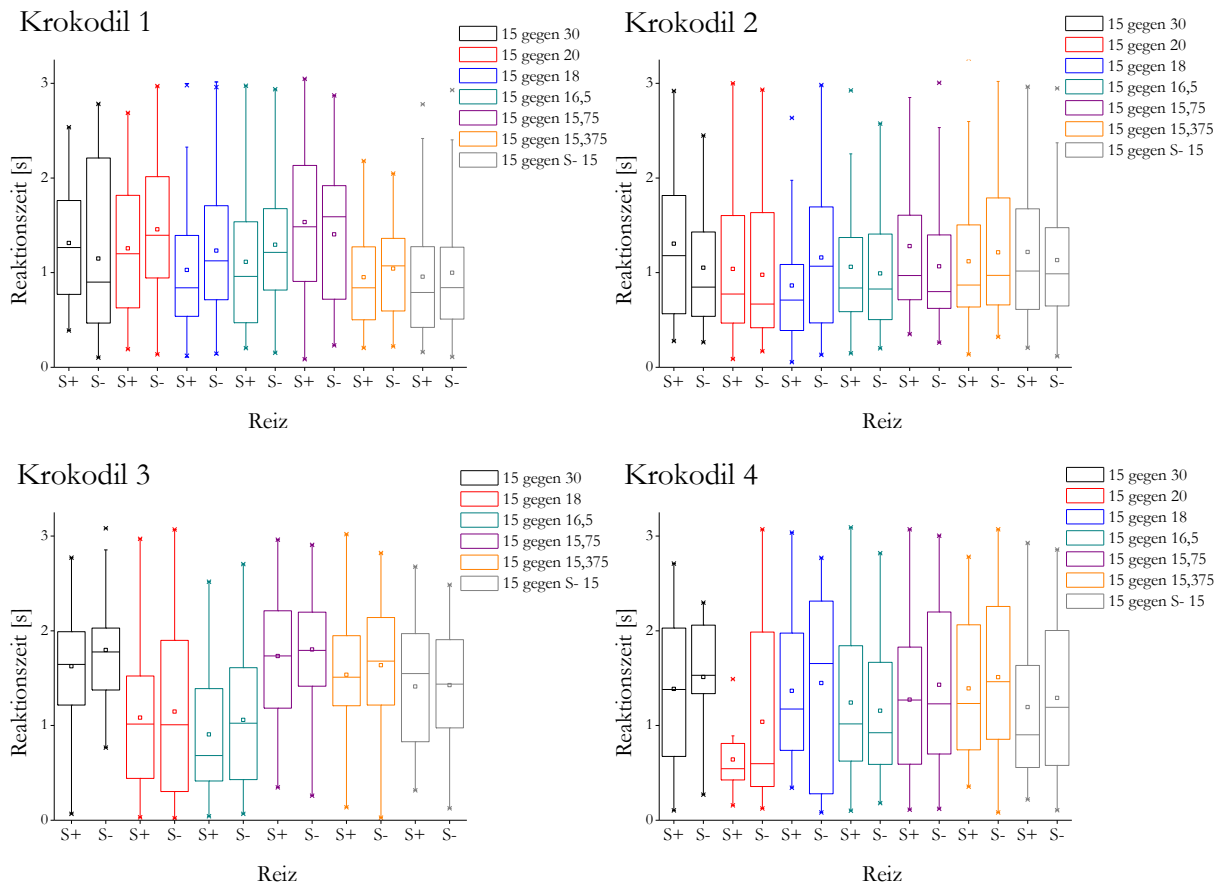 Krokodil 1
15 gegen 30
15 gegen 20
15 gegen 18
15 gegen 16,5
15 gegen 15,75
15 gegen 15,375
15 gegen S- 15
Reaktionszeit [s]
3
2
1
0
S+ S- S+ S- S+ S- S+ S- S+ S- S+ S- S+ S-
Reiz
Krokodil 2
15 gegen 30
15 gegen 20
15 gegen 18
15 gegen 16,5
15 gegen 15,75
15 gegen 15,375
15 gegen S- 15
Reaktionszeit [s]
3
2
1
0
S+ S- S+ S- S+ S- S+ S- S+ S- S+ S- S+ S-
Reiz
Krokodil 3
15 gegen 30
15 gegen 18
15 gegen 16,5
15 gegen 15,75
15 gegen 15,375
15 gegen S- 15
Reaktionszeit [s]
3
2
1
0
S+ S- S+ S- S+ S- S+ S- S+ S- S+ S-
Reiz
Krokodil 4
15 gegen 30
15 gegen 20
15 gegen 18
15 gegen 16,5
15 gegen 15,75
15 gegen 15,375
15 gegen S- 15
Reaktionszeit [s]
3
2
1
0
S+ S- S+ S- S+ S- S+ S- S+ S- S+ S- S+ S-
Reiz